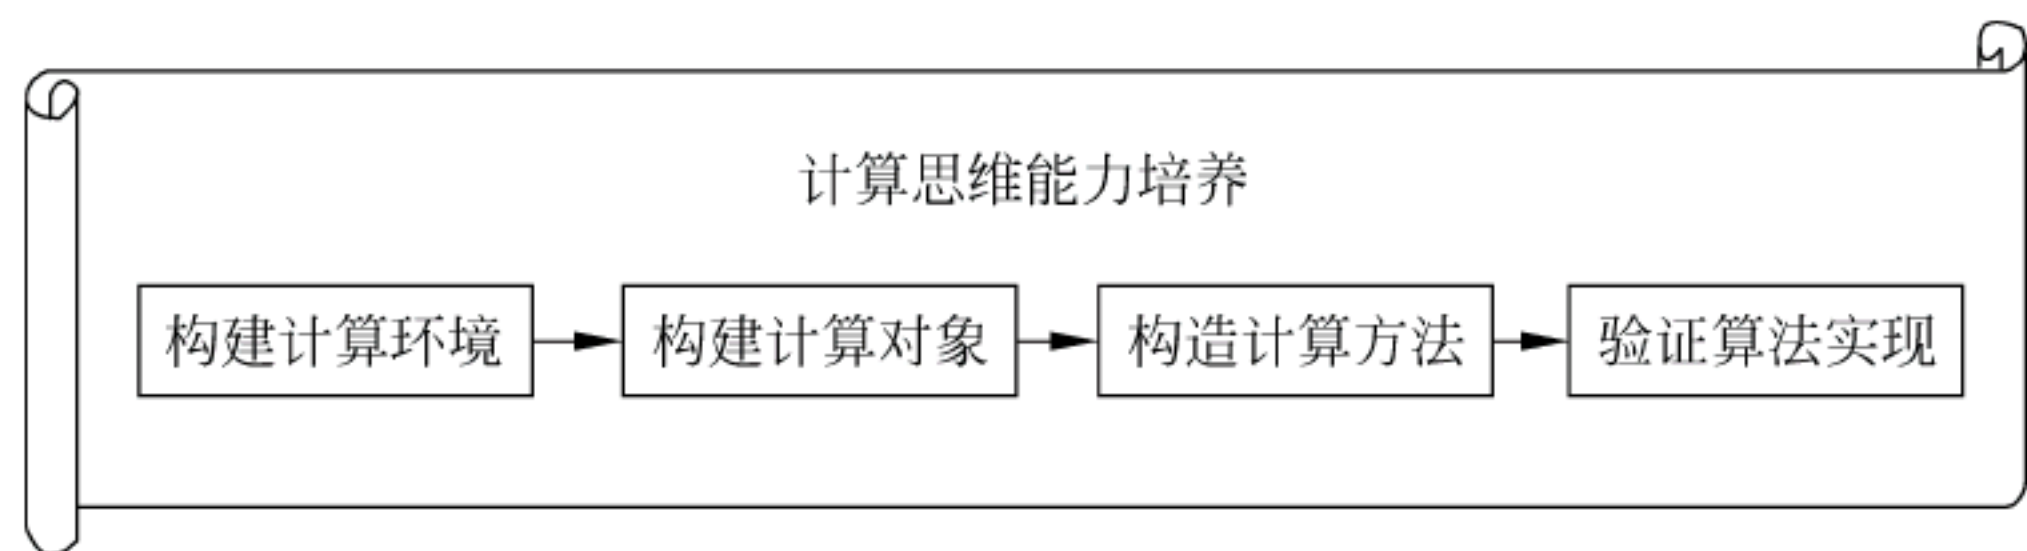 计算思维能力培养
构建计算环境
构建计算对象
构造计算方法
验证算法实现